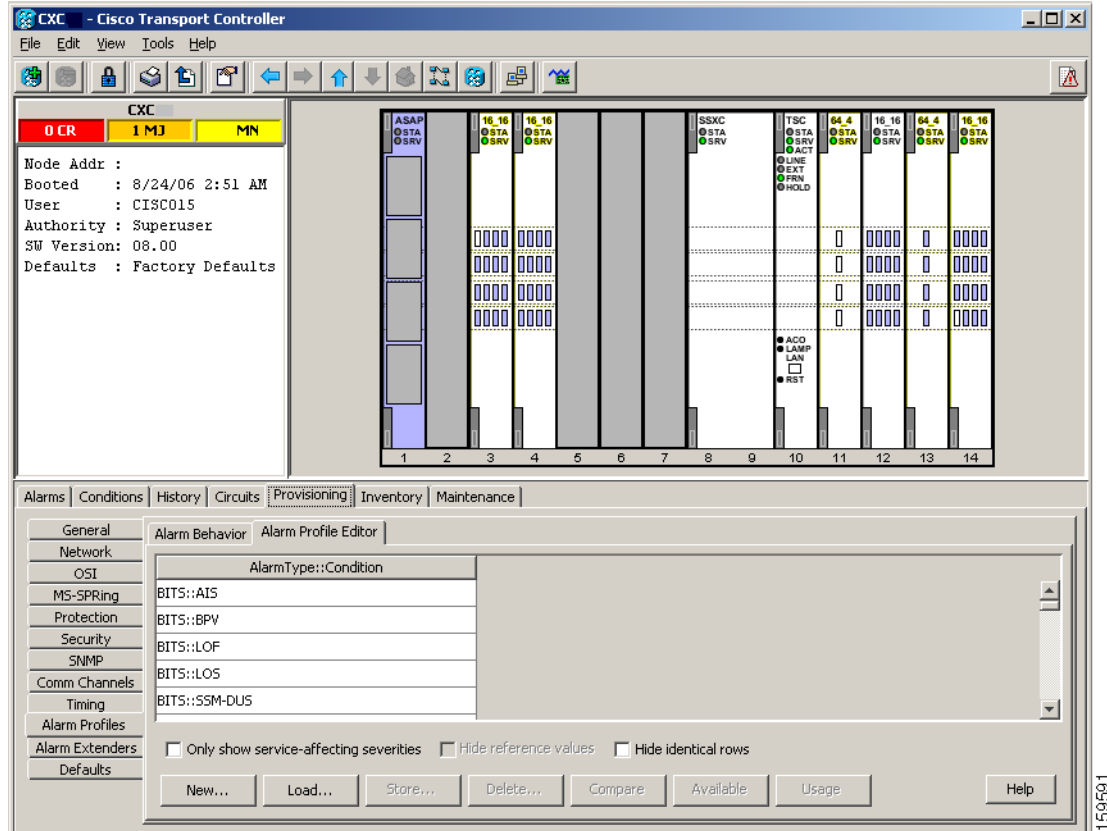 CXC - Cisco Transport Controller
File Edit View Tools Help
CXC
0 CR 1 MJ MN
Node Addr :
Booted : 8/24/06 2:51 AM
User : CISCO15
Authority : Superuser
SW Version: 08.00
Defaults : Factory Defaults
ASAP 16_16 16_16 SSXC TSC 64_4 16_16 64_4 16_16
STA STA STA STA STA STA STA STA STA
SRV SRV SRV SRV SRV SRV SRV SRV SRV
ACT
LINE
EXT
FRN
HOLD
ACO
LAMP
LAN
RST
1 2 3 4 5 6 7 8 9 10 11 12 13 14
Alarms Conditions History Circuits Provisioning Inventory Maintenance
General
Network
OSI
MS-SPRing
Protection
Security
SNMP
Comm Channels
Timing
Alarm Profiles
Alarm Extenders
Defaults
Alarm Behavior Alarm Profile Editor
AlarmType::Condition
BITS::AIS
BITS::BPV
BITS::LOF
BITS::LOS
BITS::SSM-DUS
Only show service-affecting severities Hide reference values Hide identical rows
New... Load... Store... Delete... Compare Available Usage Help
159591